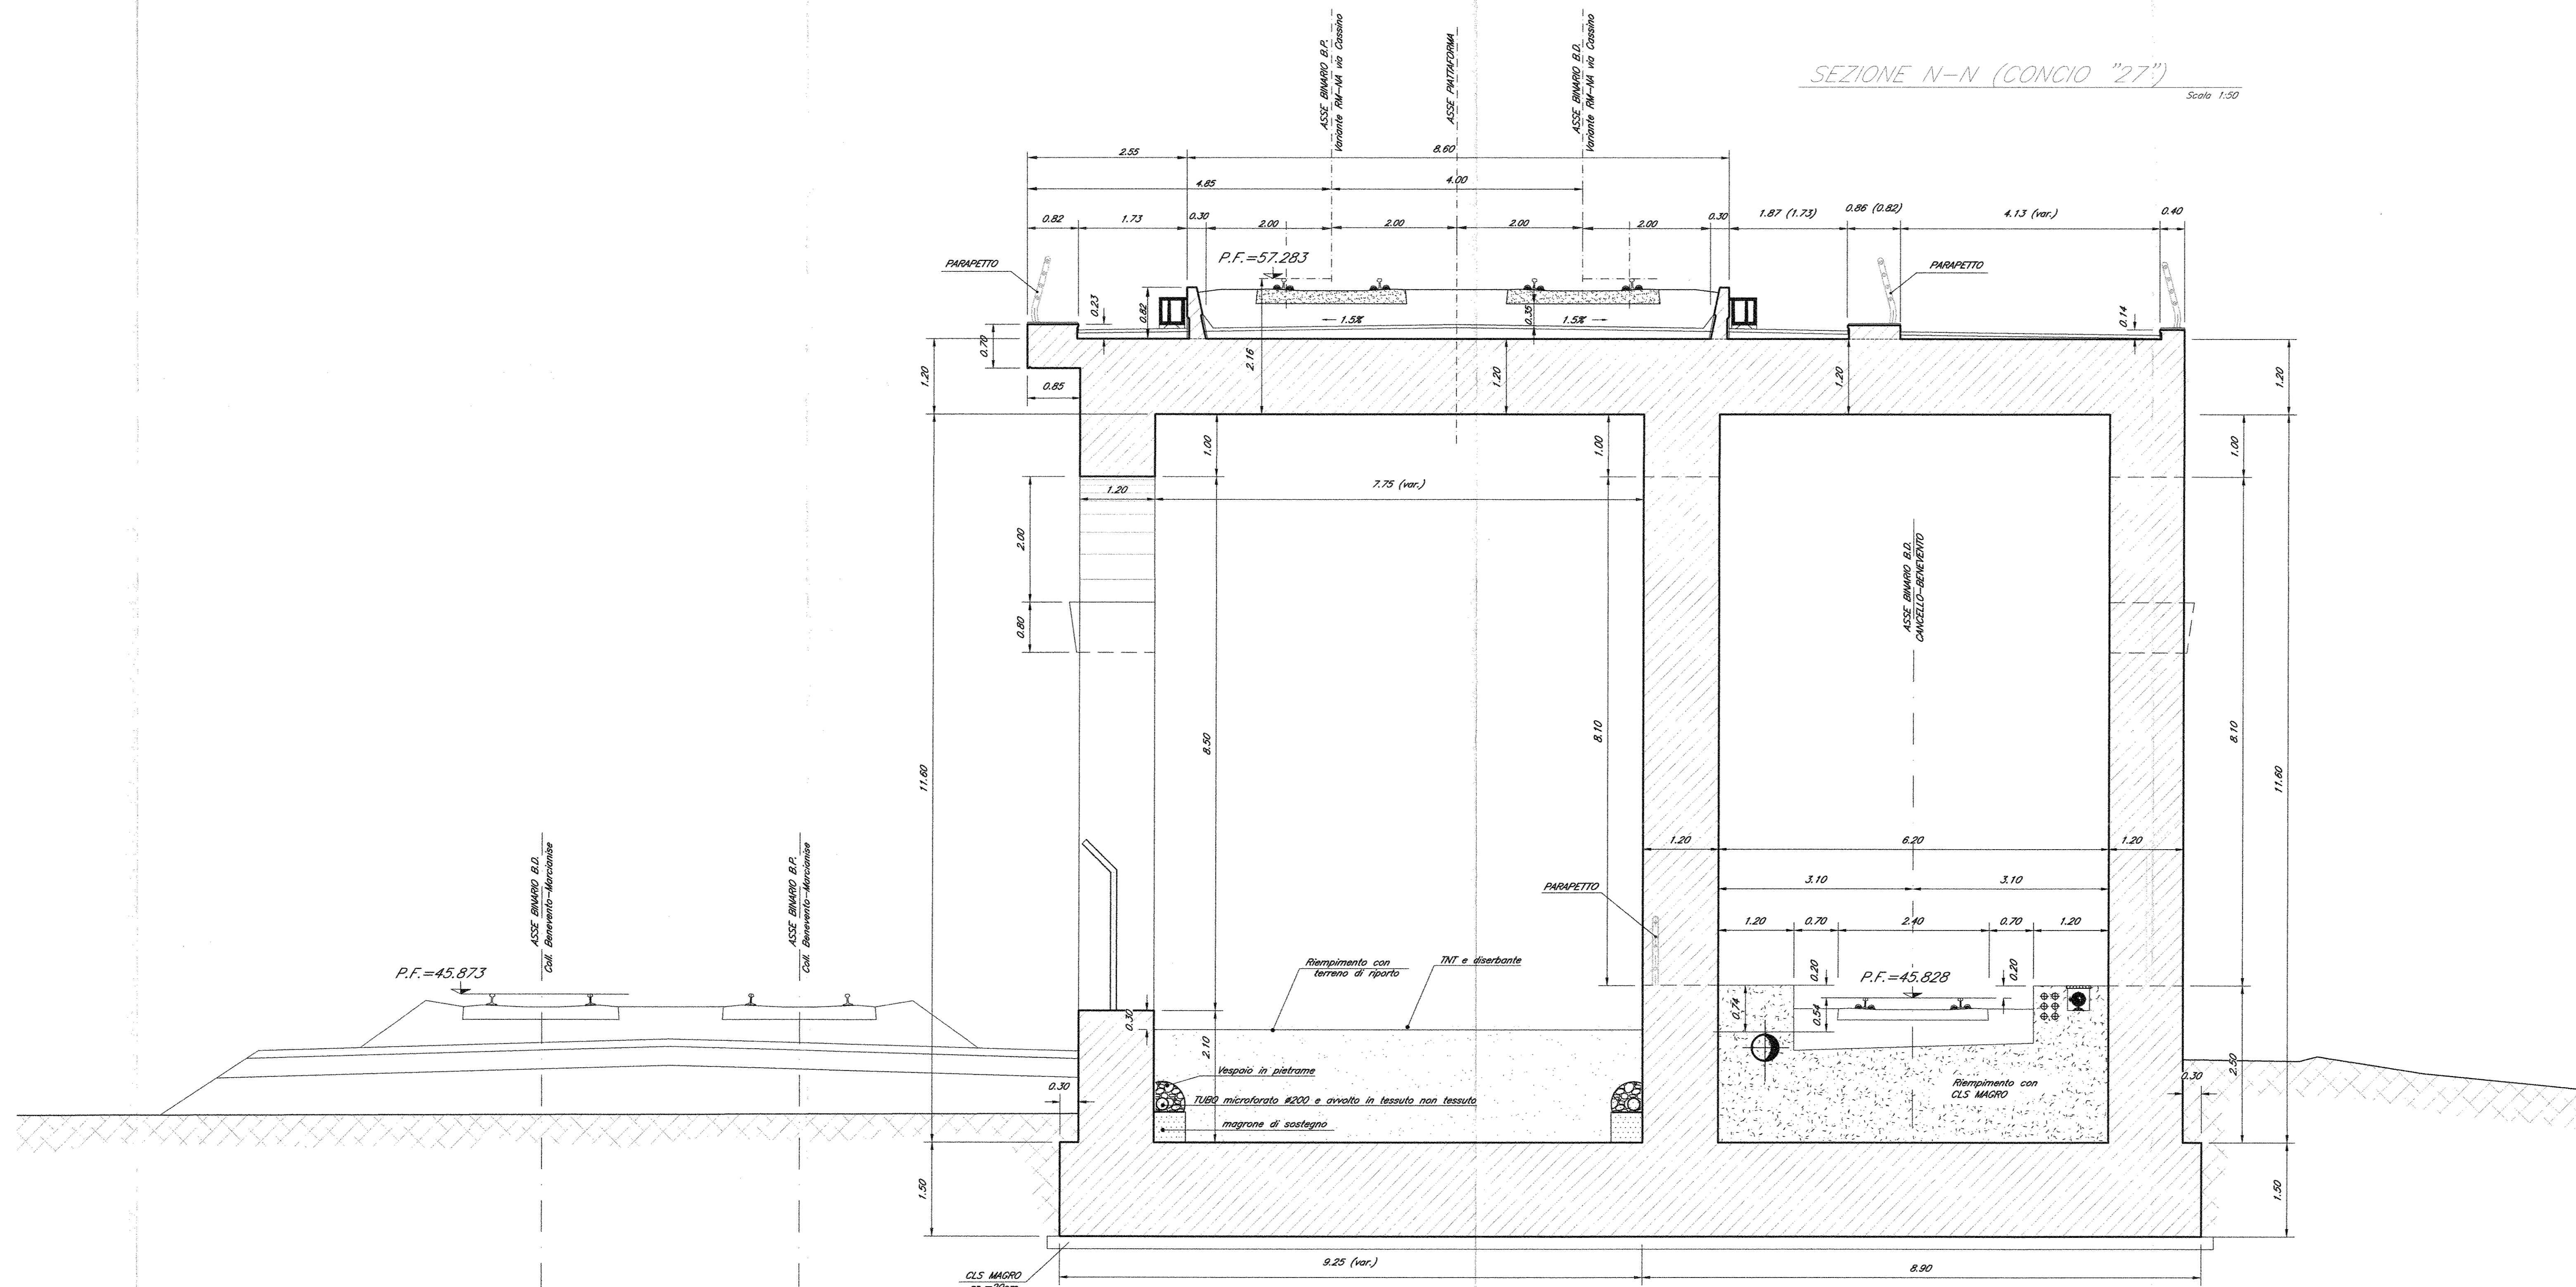 SEZIONE N-N (CONCIO "27")
Scala 1:50
ASSE BINARIO B.P.
Variante RM-NA via Cassino
ASSE PIATTAFORMA
ASSE BINARIO B.D.
Variante RM-NA via Cassino
2.55
8.60
4.85
4.00
0.82
1.73
0.30
2.00
2.00
2.00
2.00
0.30
1.87 (1.73)
0.86 (0.82)
4.13 (var.)
0.40
PARAPETTO
P.F.=57.283
PARAPETTO
0.23
0.82
0.35
0.14
1.5%
1.5%
0.70
2.16
1.20
1.20
1.20
1.20
0.85
1.00
1.00
1.00
1.20
7.75 (var.)
2.00
0.80
ASSE BINARIO B.D.
CANCELLO-BENEVENTO
8.50
8.10
8.10
11.60
11.60
1.20
6.20
1.20
ASSE BINARIO B.D.
Coll. Benevento-Marcianise
ASSE BINARIO B.P.
Coll. Benevento-Marcianise
PARAPETTO
3.10
3.10
1.20
0.70
2.40
0.70
1.20
P.F.=45.873
Riempimento con
terreno di riporto
TNT e diserbante
0.20
P.F.=45.828
0.20
0.74
0.54
0.30
2.10
2.50
Vespaio in pietrame
0.30
TUBO microforato ø200 e avvolto in tessuto non tessuto
magrone di sostegno
Riempimento con
CLS MAGRO
0.30
1.50
1.50
9.25 (var.)
8.90
CLS MAGRO